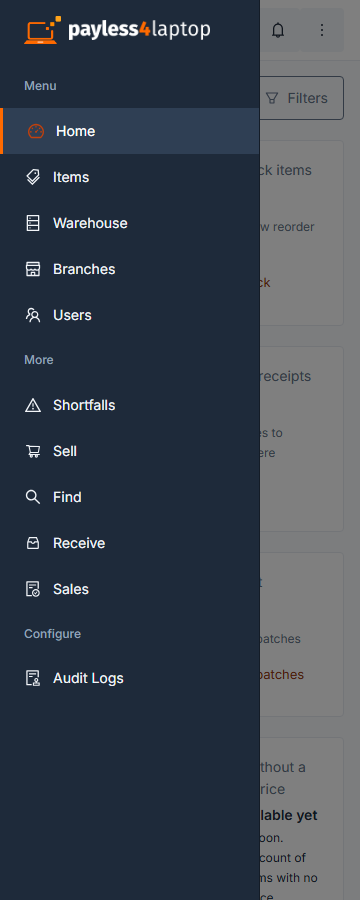 payless4laptop
Menu
Filters
Home
ck items
Items
Warehouse
w reorder
Branches
ck
Users
More
receipts
Shortfalls
es to
Sell
ere
Find
Receive
Sales
t
Configure
patches
Audit Logs
patches
thout a
rice
lable yet
oon.
count of
ms with no
ce.